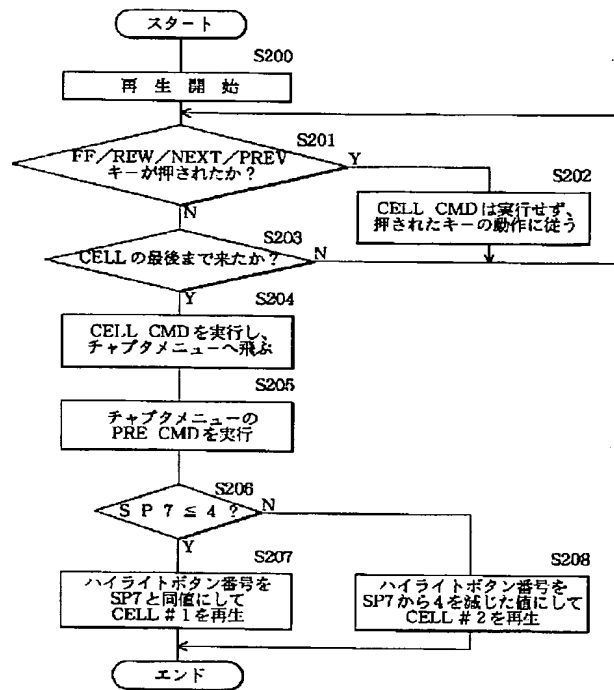 スタート
S200
再生開始
S201
FF／REW／NEXT／PREV
キーが押されたか？
Y
N
S202
CELL CMDは実行せず、
押されたキーの動作に従う
S203
CELLの最後まで来たか？
N
Y
S204
CELL CMDを実行し、
チャプタメニューへ飛ぶ
S205
チャプタメニューの
PRE CMDを実行
S206
SP7≦4？
N
Y
S207
ハイライトボタン番号を
SP7と同値にして
CELL＃1を再生
S208
ハイライトボタン番号を
SP7から4を減じた値にして
CELL＃2を再生
エンド